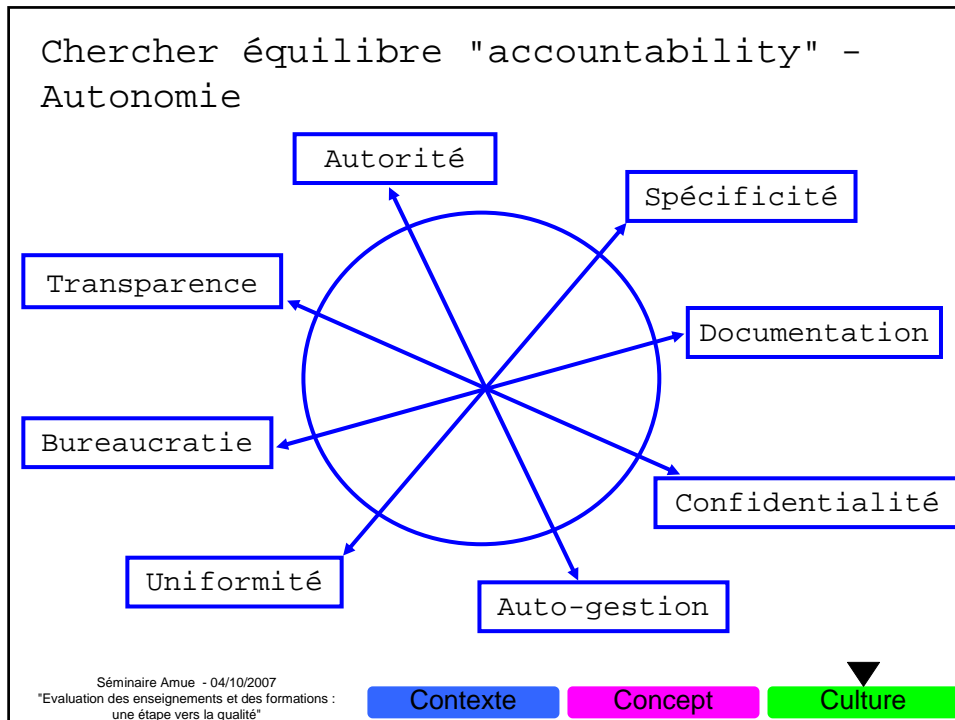 Chercher équilibre "accountability" -
Autonomie
Autorité
Spécificité
Transparence
Documentation
Bureaucratie
Confidentialité
Uniformité
Auto-gestion
Séminaire Amue - 04/10/2007
"Evaluation des enseignements et des formations :
une étape vers la qualité"
Contexte
Concept
Culture